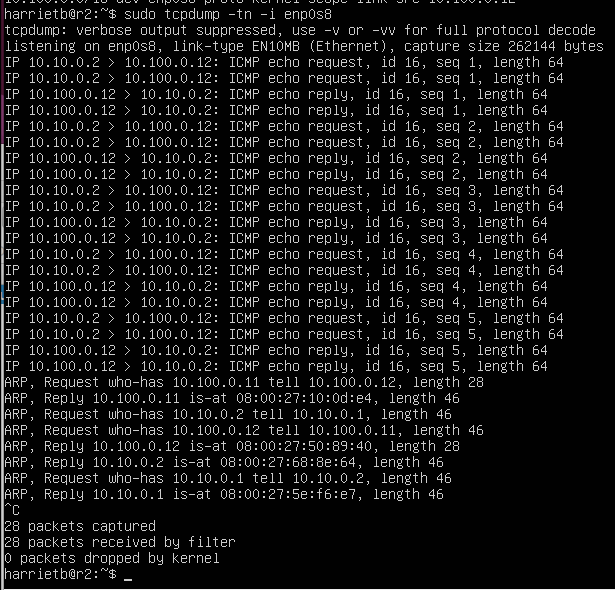 harrietb@r2:~$ sudo tcpdump -tn -i enp0s8
tcpdump: verbose output suppressed, use -v or -vv for full protocol decode
listening on enp0s8, link-type EN10MB (Ethernet), capture size 262144 bytes
IP 10.10.0.2 > 10.100.0.12: ICMP echo request, id 16, seq 1, length 64
IP 10.10.0.2 > 10.100.0.12: ICMP echo request, id 16, seq 1, length 64
IP 10.100.0.12 > 10.10.0.2: ICMP echo reply, id 16, seq 1, length 64
IP 10.100.0.12 > 10.10.0.2: ICMP echo reply, id 16, seq 1, length 64
IP 10.10.0.2 > 10.100.0.12: ICMP echo request, id 16, seq 2, length 64
IP 10.10.0.2 > 10.100.0.12: ICMP echo request, id 16, seq 2, length 64
IP 10.100.0.12 > 10.10.0.2: ICMP echo reply, id 16, seq 2, length 64
IP 10.100.0.12 > 10.10.0.2: ICMP echo reply, id 16, seq 2, length 64
IP 10.10.0.2 > 10.100.0.12: ICMP echo request, id 16, seq 3, length 64
IP 10.10.0.2 > 10.100.0.12: ICMP echo request, id 16, seq 3, length 64
IP 10.100.0.12 > 10.10.0.2: ICMP echo reply, id 16, seq 3, length 64
IP 10.100.0.12 > 10.10.0.2: ICMP echo reply, id 16, seq 3, length 64
IP 10.10.0.2 > 10.100.0.12: ICMP echo request, id 16, seq 4, length 64
IP 10.10.0.2 > 10.100.0.12: ICMP echo request, id 16, seq 4, length 64
IP 10.100.0.12 > 10.10.0.2: ICMP echo reply, id 16, seq 4, length 64
IP 10.100.0.12 > 10.10.0.2: ICMP echo reply, id 16, seq 4, length 64
IP 10.10.0.2 > 10.100.0.12: ICMP echo request, id 16, seq 5, length 64
IP 10.10.0.2 > 10.100.0.12: ICMP echo request, id 16, seq 5, length 64
IP 10.100.0.12 > 10.10.0.2: ICMP echo reply, id 16, seq 5, length 64
IP 10.100.0.12 > 10.10.0.2: ICMP echo reply, id 16, seq 5, length 64
ARP, Request who-has 10.100.0.11 tell 10.100.0.12, length 28
ARP, Reply 10.100.0.11 is-at 08:00:27:10:0d:e4, length 46
ARP, Request who-has 10.10.0.2 tell 10.10.0.1, length 46
ARP, Request who-has 10.100.0.12 tell 10.100.0.11, length 46
ARP, Reply 10.100.0.12 is-at 08:00:27:50:89:40, length 28
ARP, Reply 10.10.0.2 is-at 08:00:27:68:8e:64, length 46
ARP, Request who-has 10.10.0.1 tell 10.10.0.2, length 46
ARP, Reply 10.10.0.1 is-at 08:00:27:5e:f6:e7, length 46
^C
28 packets captured
28 packets received by filter
0 packets dropped by kernel
harrietb@r2:~$ _